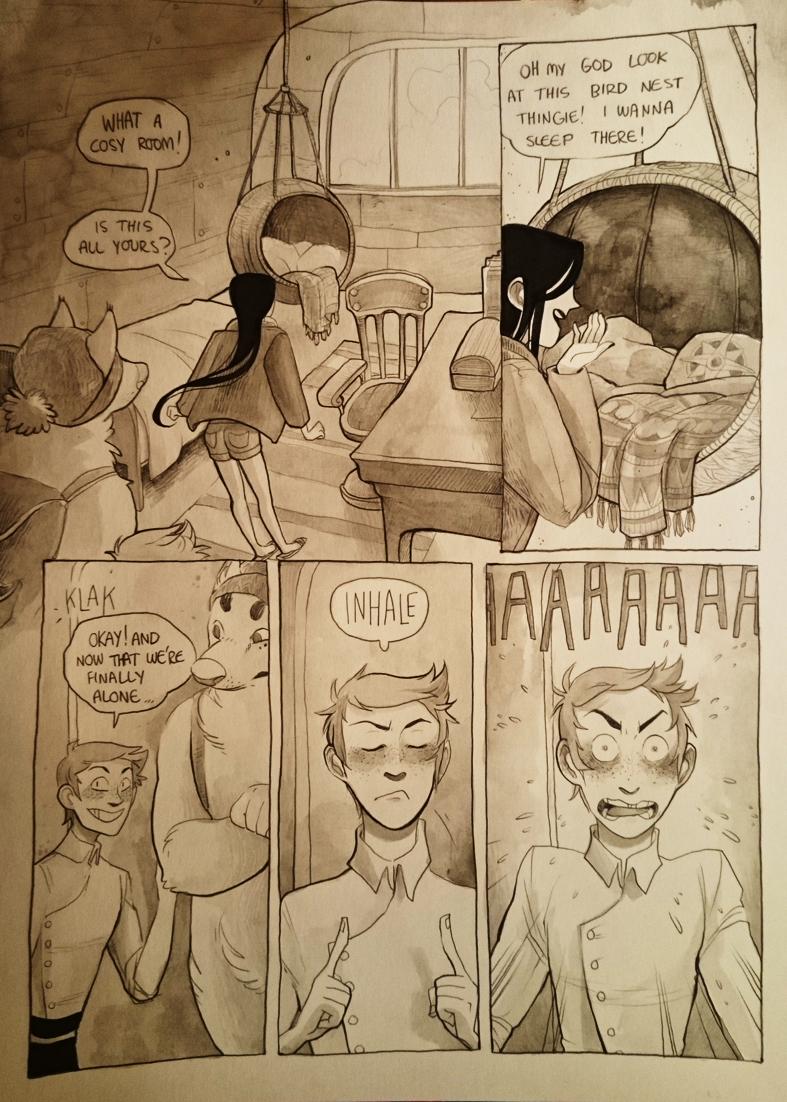 WHAT A
COSY ROOM!
IS THIS
ALL YOURS?
OH MY GOD LOOK
AT THIS BIRD NEST
THINGIE! I WANNA
SLEEP THERE!
KLAK
OKAY! AND
NOW THAT WE'RE
FINALLY
ALONE...
INHALE
AAAAAAAA